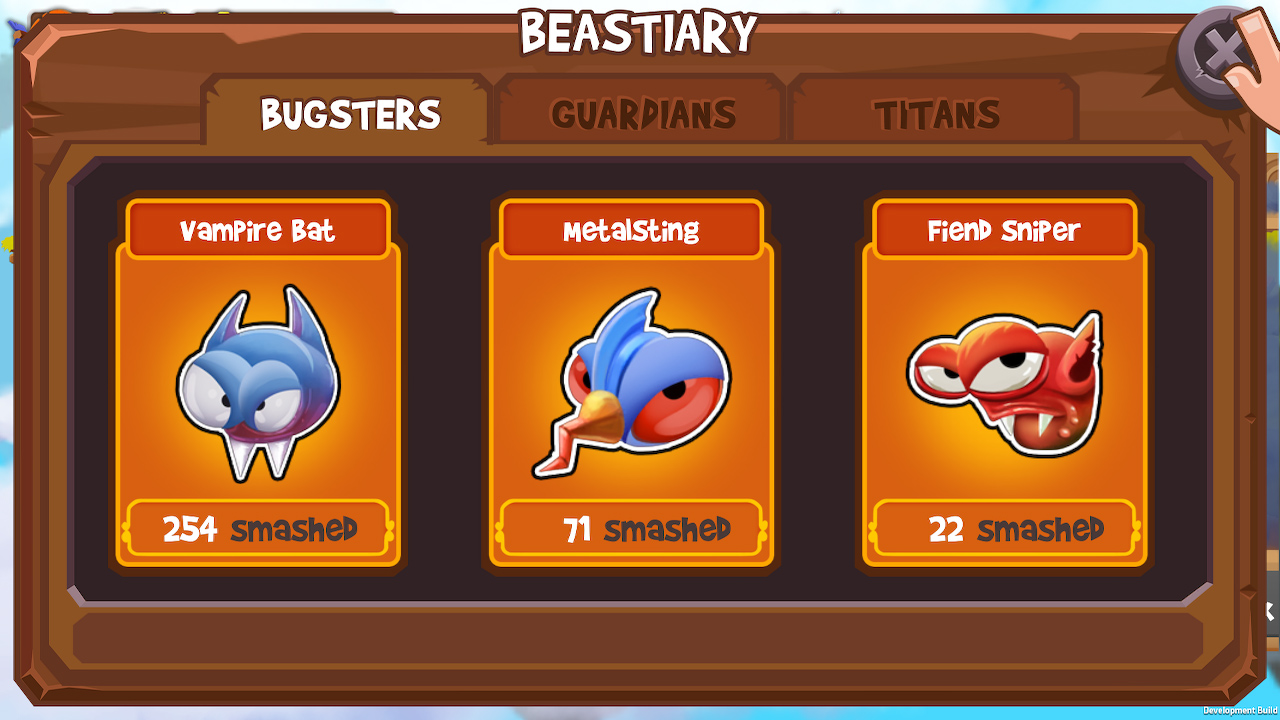 BEASTIARY
BUGSTERS GUARDIANS TITANS
Vampire Bat MetalSting Fiend Sniper
254 smashed 71 smashed 22 smashed
Development Build